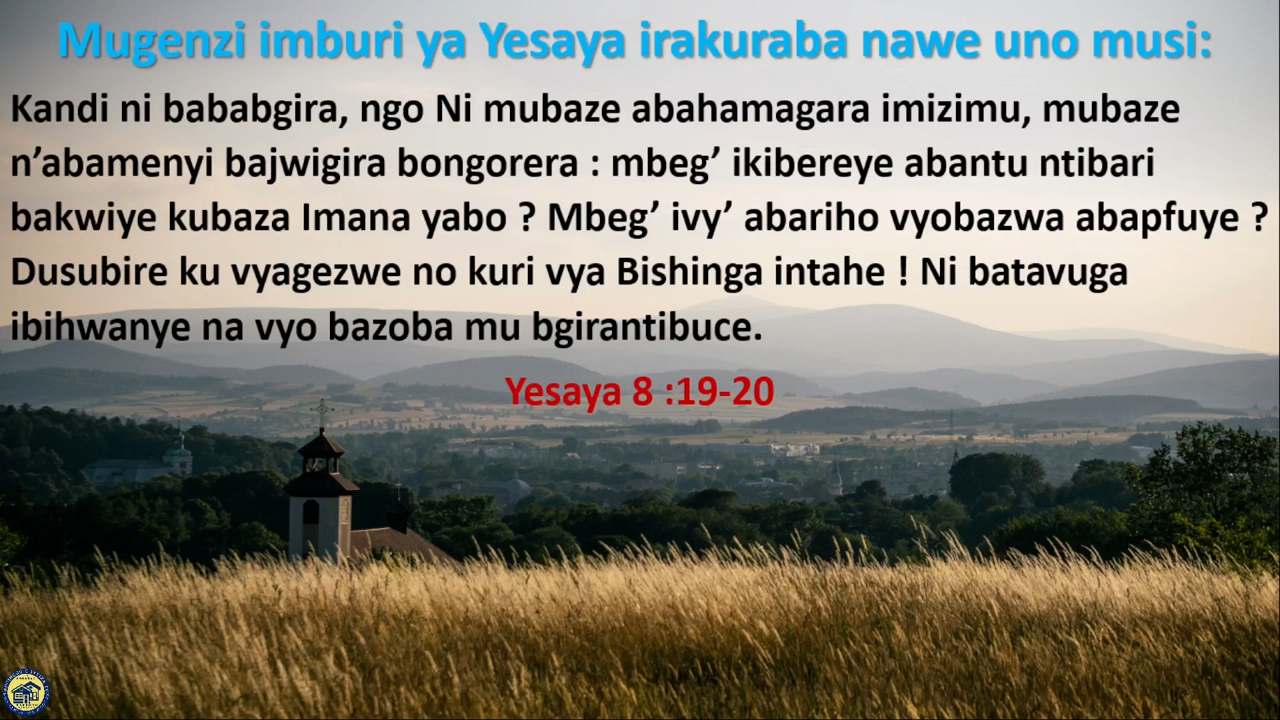 Mugenzi imburi ya Yesaya irakuraba nawe uno musi:
Kandi ni bababgira, ngo Ni mubaze abahamagara imizimu, mubaze
n’abamenyi bajwigira bongorera : mbeg’ ikibereye abantu ntibari
bakwiye kubaza Imana yabo ? Mbeg’ ivy’ abariho vyobazwa abapfuye ?
Dusubire ku vyagezwe no kuri vya Bishinga intahe ! Ni batavuga
ibihwanye na vyo bazoba mu bgirantibuce.
Yesaya 8 :19-20